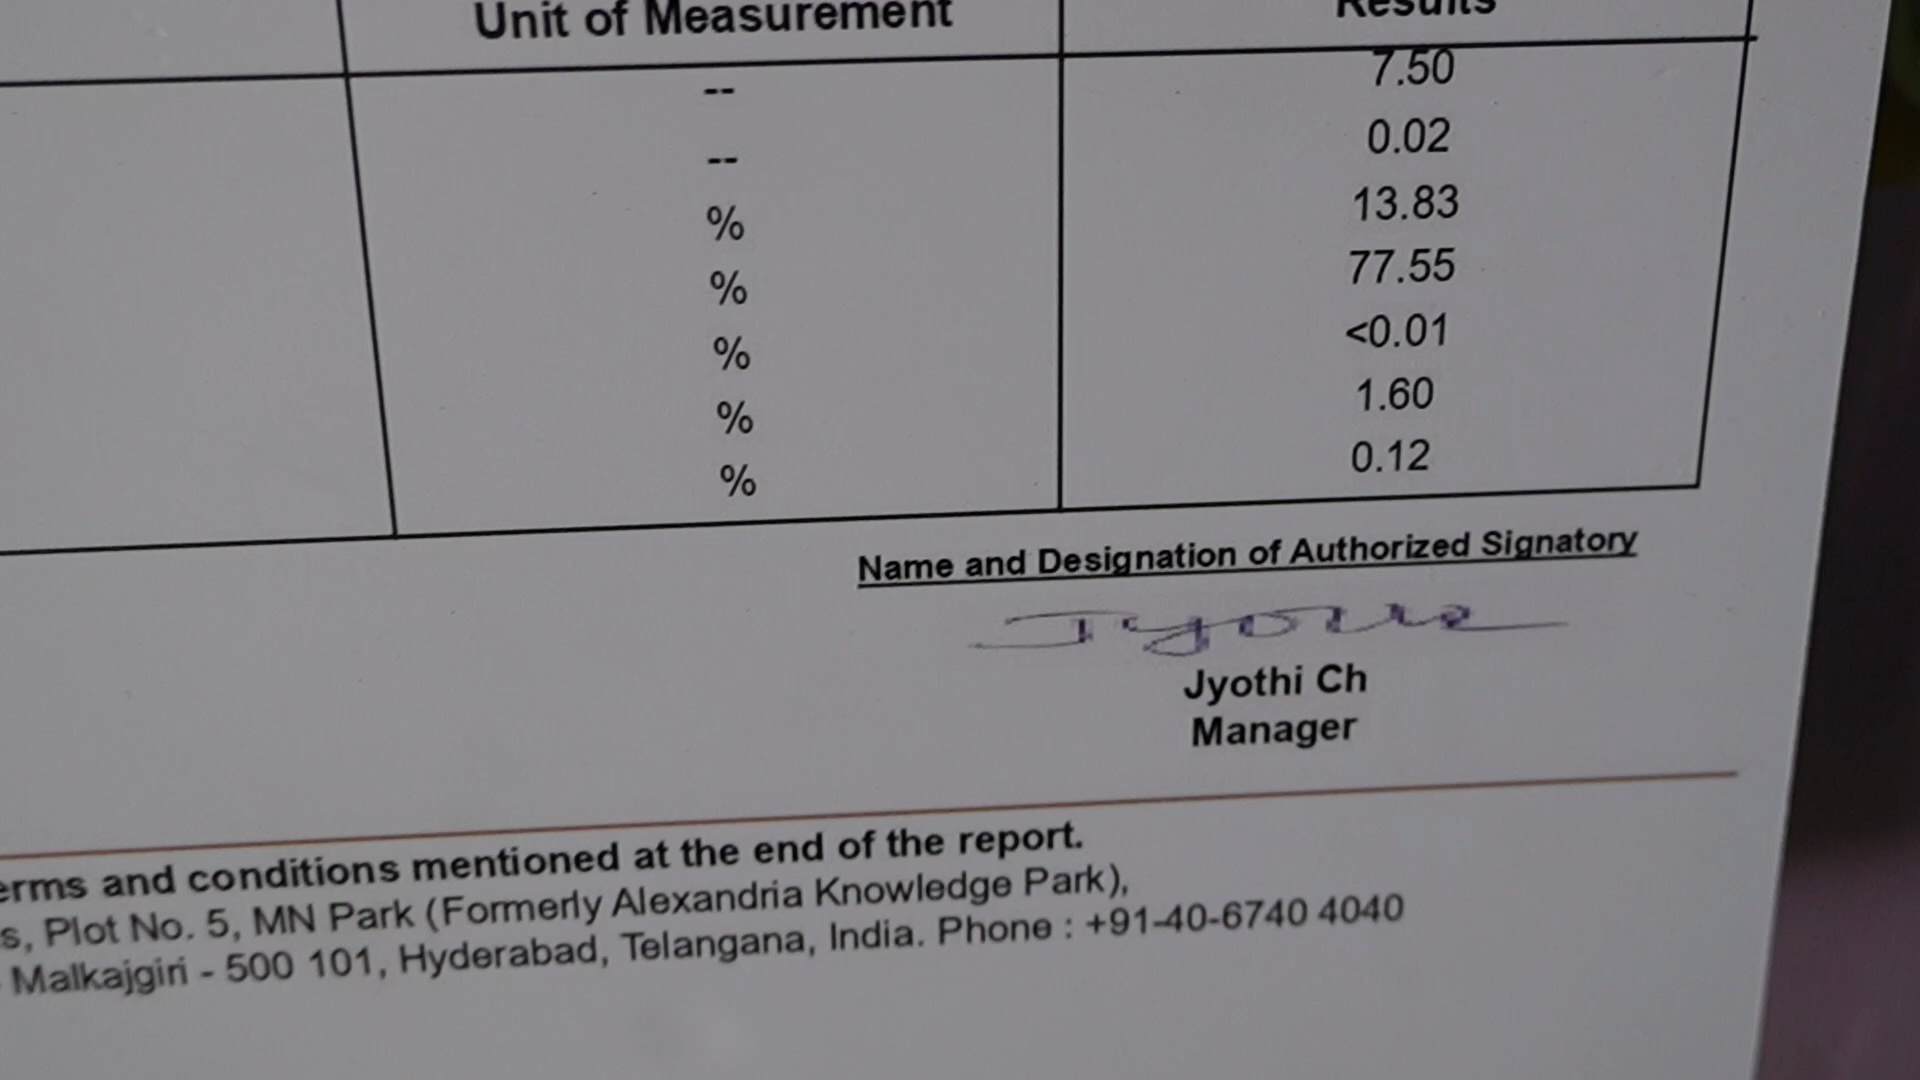 Unit of Measurement Results
-- 7.50
-- 0.02
% 13.83
% 77.55
% <0.01
% 1.60
% 0.12
Name and Designation of Authorized Signatory
Jyothi Ch
Manager
erms and conditions mentioned at the end of the report.
s, Plot No. 5, MN Park (Formerly Alexandria Knowledge Park),
Malkajgiri - 500 101, Hyderabad, Telangana, India. Phone : +91-40-6740 4040